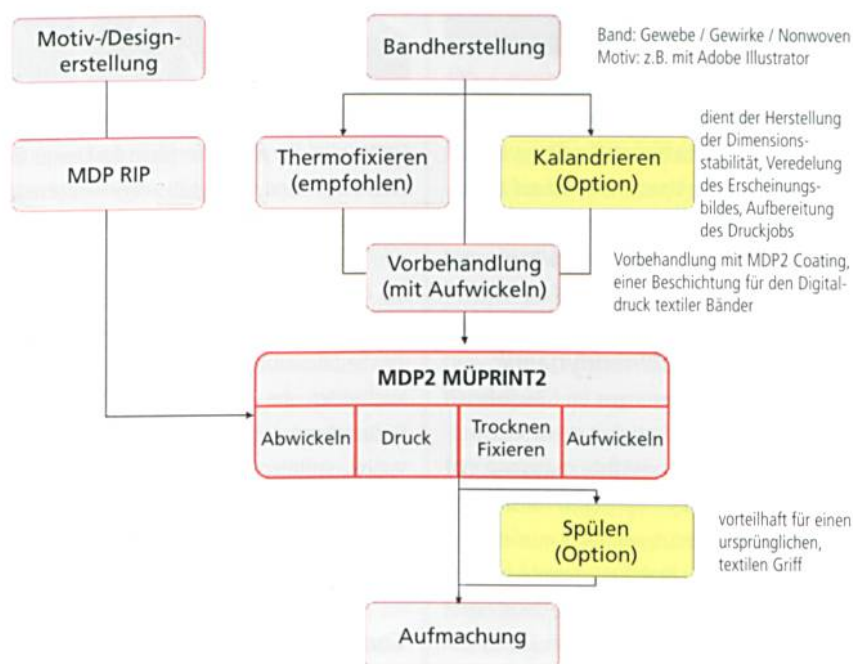 Motiv-/Design-
erstellung
Bandherstellung
Band: Gewebe / Gewirke / Nonwoven
Motiv: z.B. mit Adobe Illustrator
MDP RIP
Thermofixieren
(empfohlen)
Kalandrieren
(Option)
dient der Herstellung
der Dimensions-
stabilität, Veredelung
des Erscheinungs-
bildes, Aufbereitung
des Druckjobs
Vorbehandlung
(mit Aufwickeln)
Vorbehandlung mit MDP2 Coating,
einer Beschichtung für den Digital-
druck textiler Bänder
MDP2 MÜPRINT2
Abwickeln
Druck
Trocknen
Fixieren
Aufwickeln
Spülen
(Option)
vorteilhaft für einen
ursprünglichen,
textilen Griff
Aufmachung